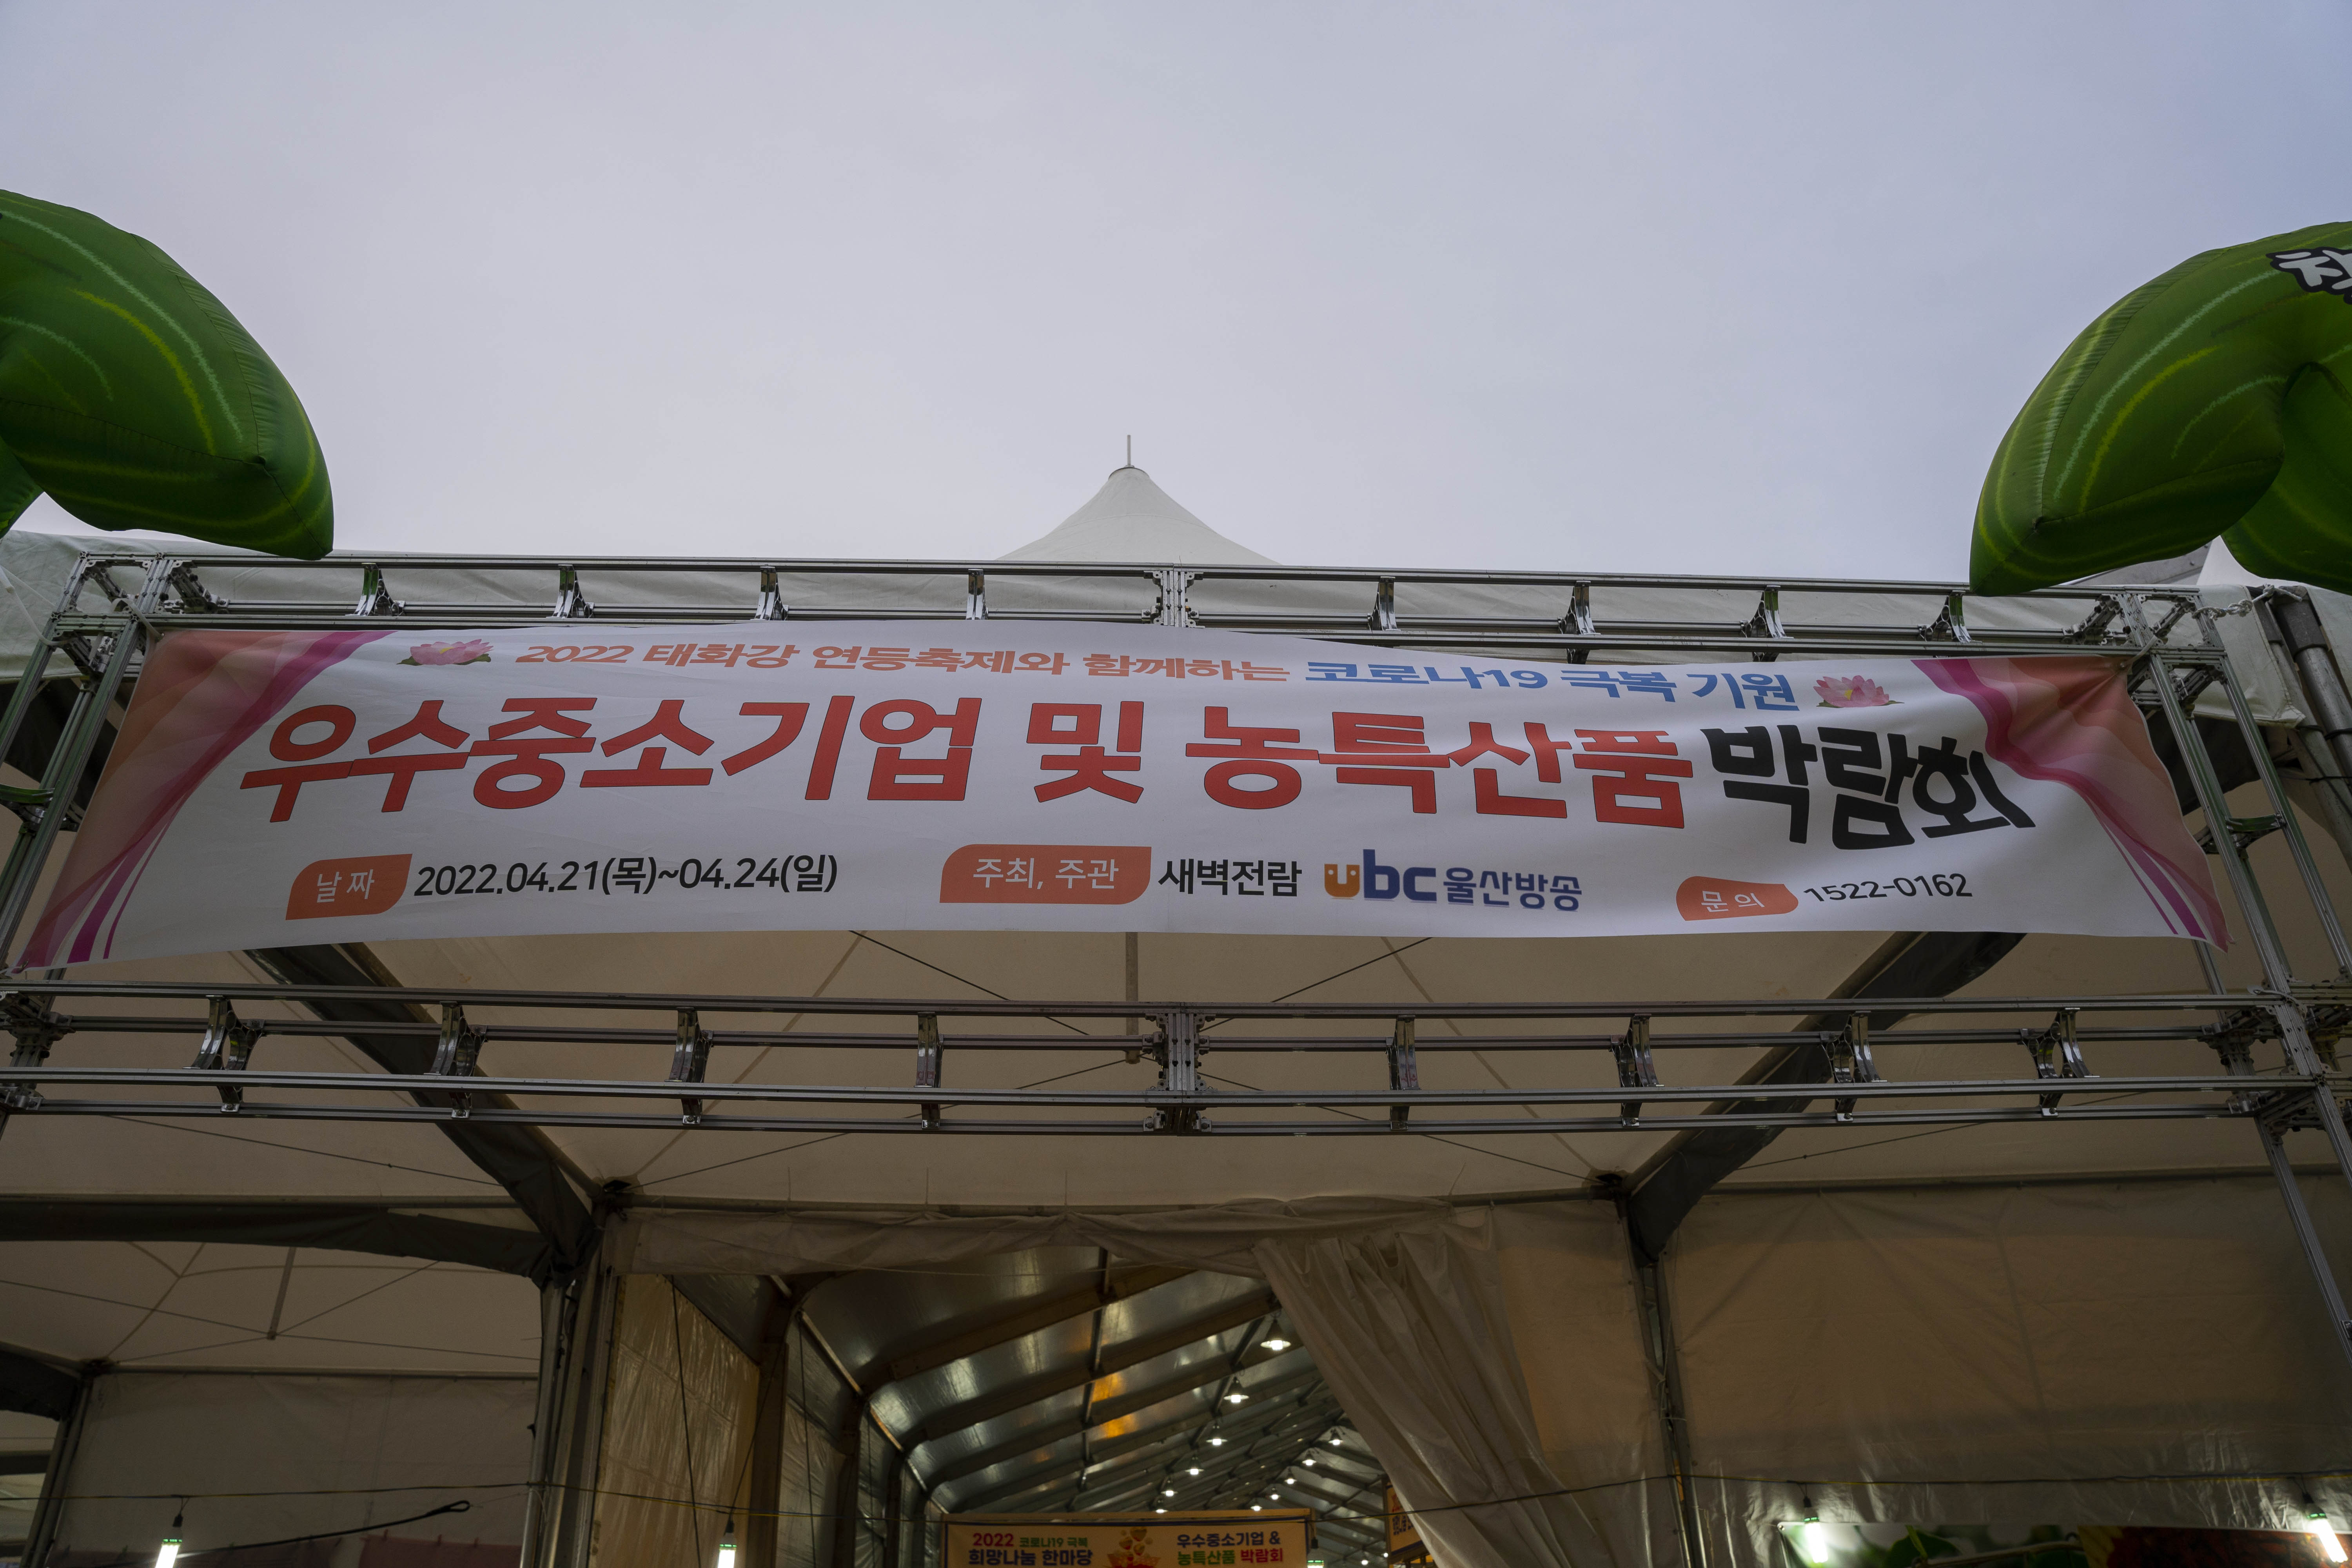 2022 태화강 연등축제와 함께하는 코로나19 극복 기원
우수중소기업 및 농특산품 박람회
날짜 2022.04.21(목)~04.24(일) 주최, 주관 새벽전람 ubc 울산방송 문의 1522-0162
2022 코로나19 극복
희망나눔 한마당
우수중소기업 &
농특산품 박람회